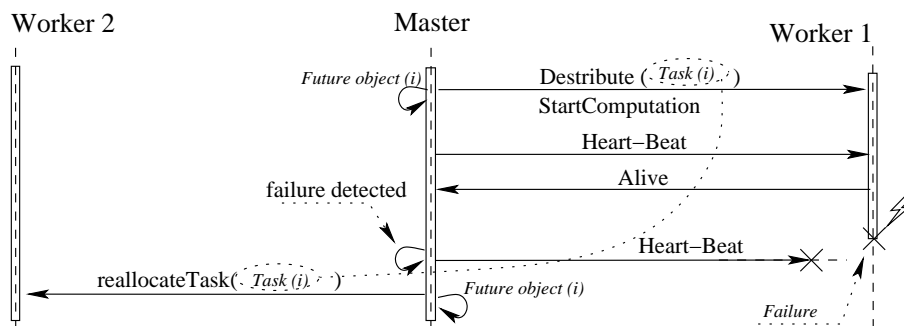 Worker 2
Master
Worker 1
Future object (i)
Destribute ( Task (i) )
StartComputation
Heart−Beat
Alive
failure detected
Heart−Beat
reallocateTask( Task (i) )
Future object (i)
Failure